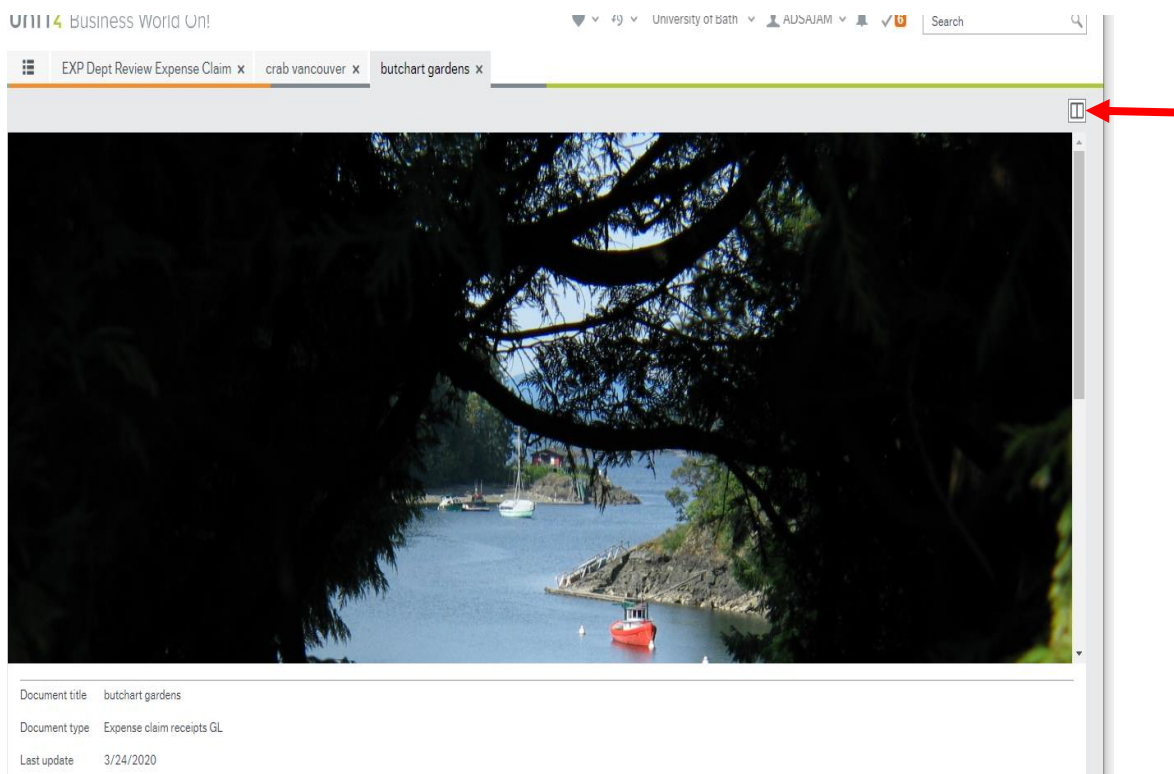 UNIT4 Business World On!
University of Bath ADSAJAM 6 Search
EXP Dept Review Expense Claim x crab vancouver x butchart gardens x
Document title butchart gardens
Document type Expense claim receipts GL
Last update 3/24/2020